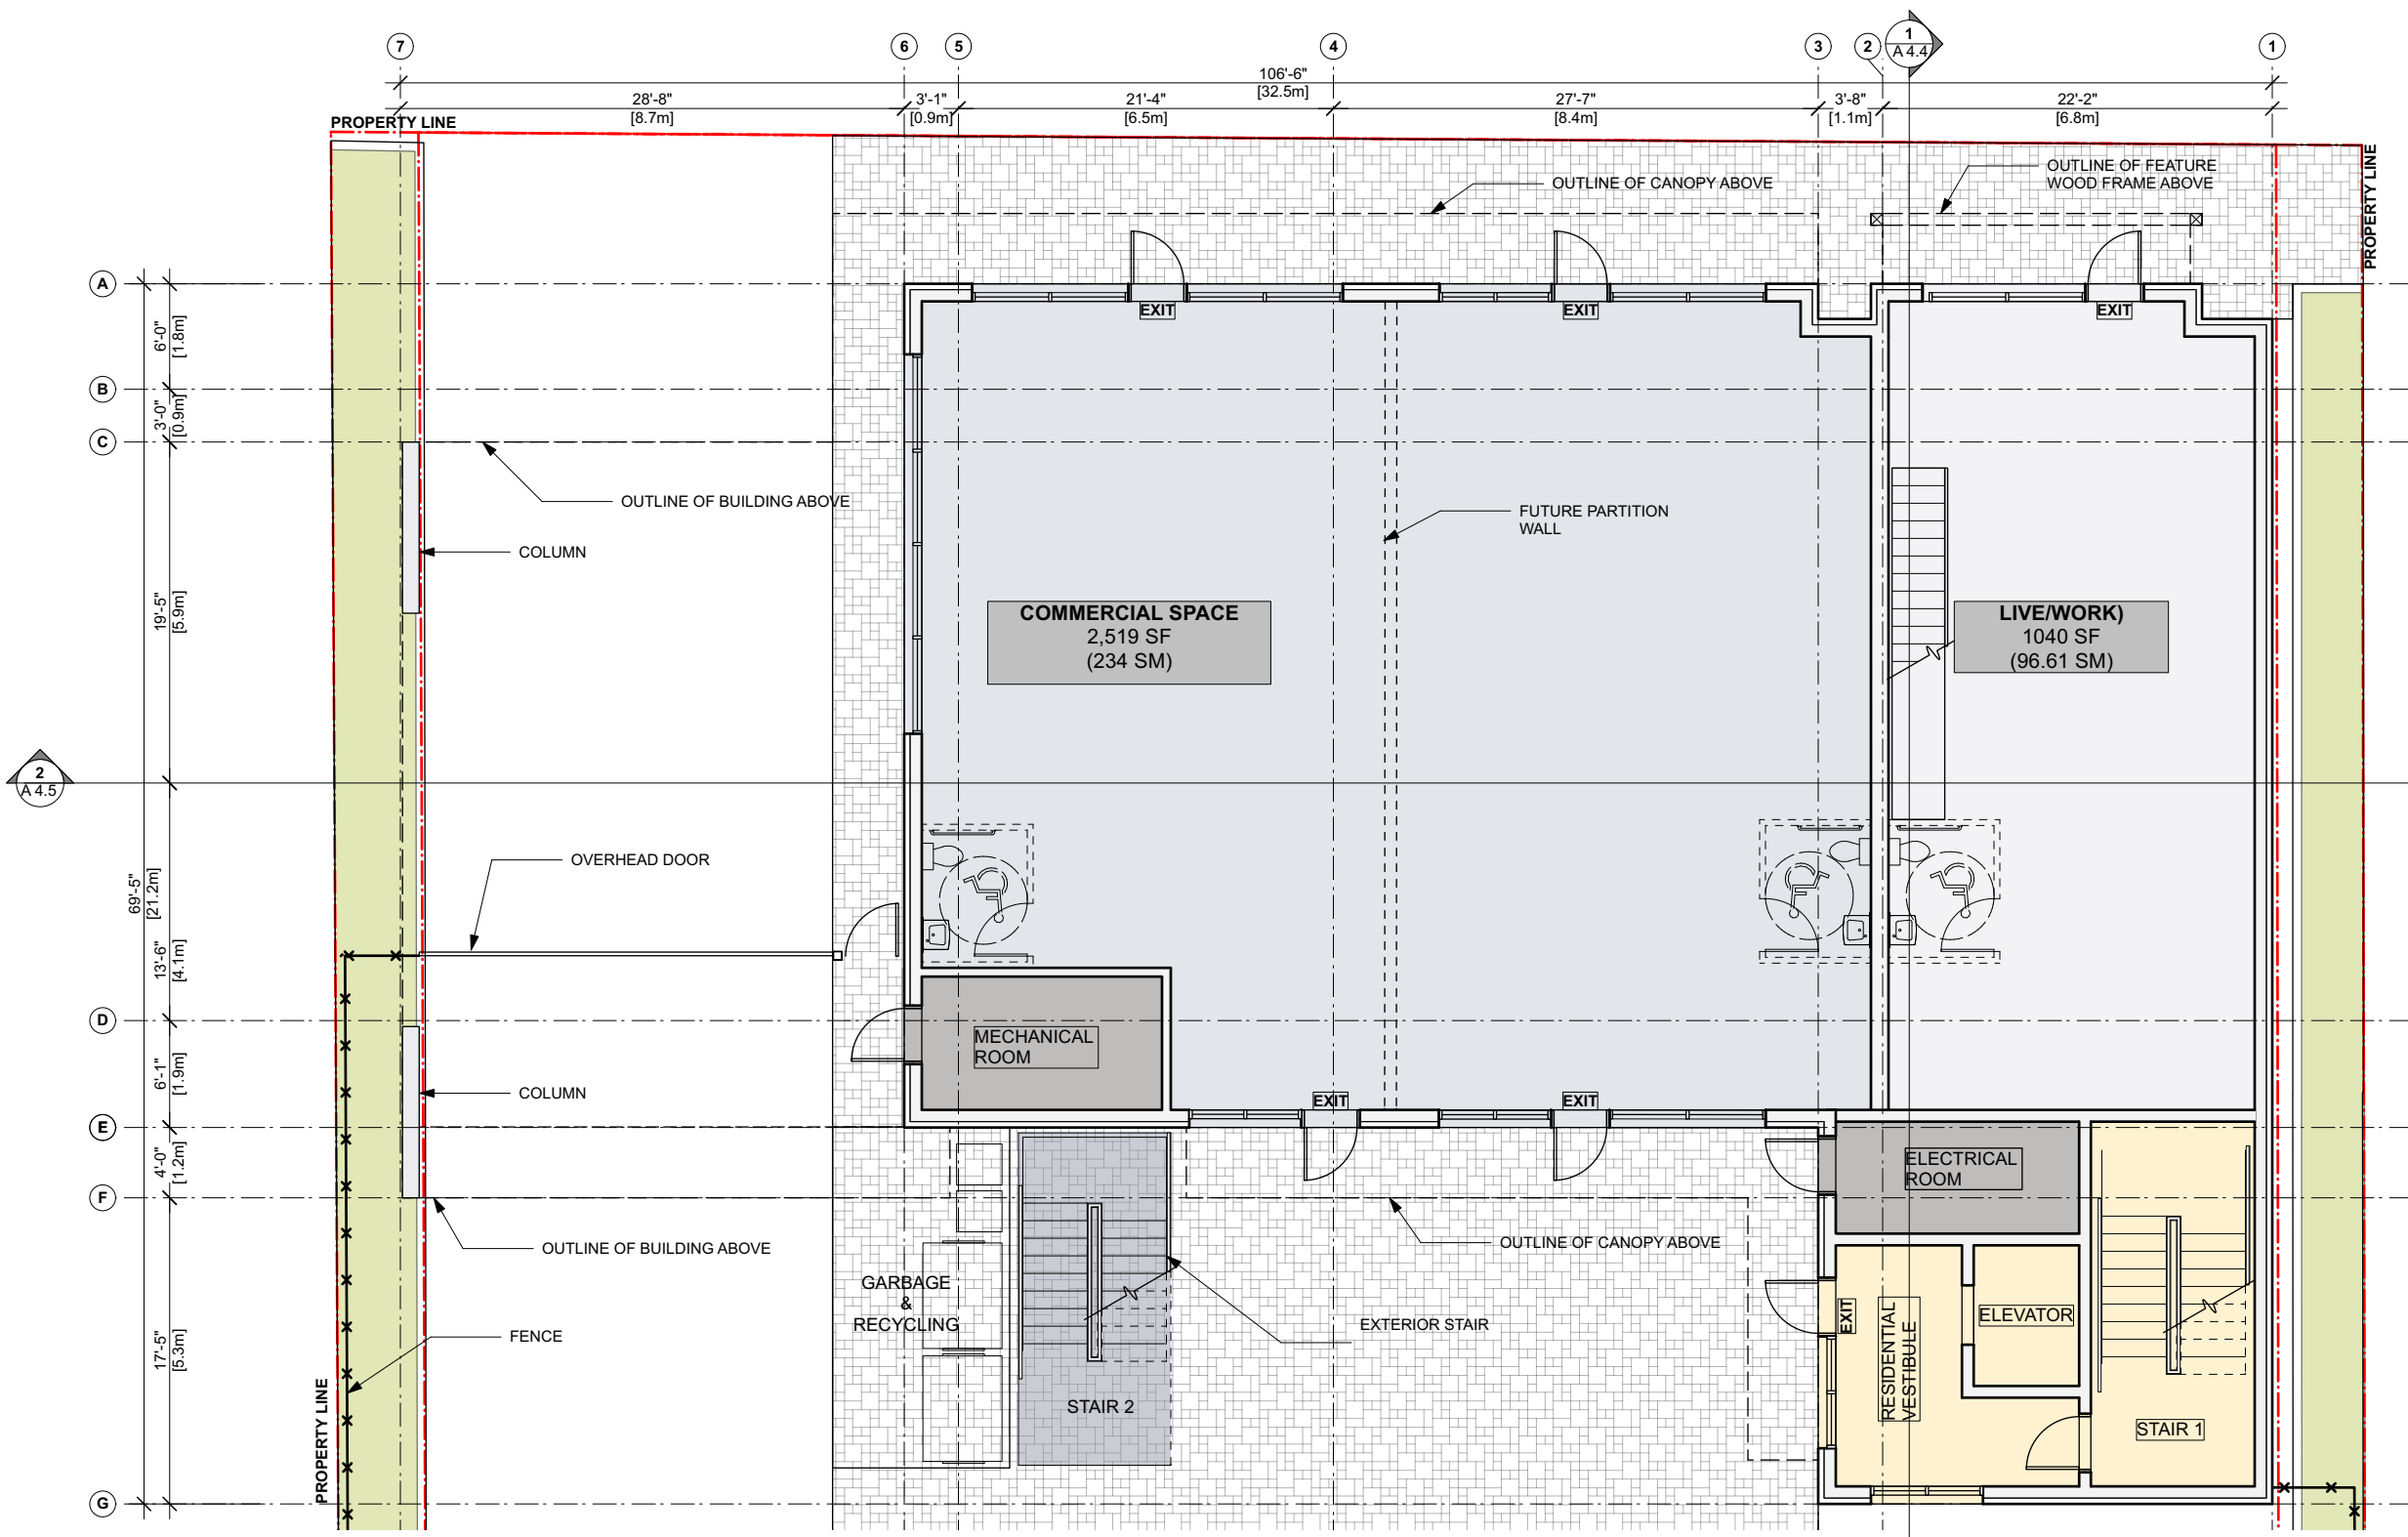 7
6
5
4
3
2
1
A 4.4
1
106'-6"
[32.5m]
28'-8"
[8.7m]
3'-1"
[0.9m]
21'-4"
[6.5m]
27'-7"
[8.4m]
3'-8"
[1.1m]
22'-2"
[6.8m]
PROPERTY LINE
PROPERTY LINE
OUTLINE OF CANOPY ABOVE
OUTLINE OF FEATURE
WOOD FRAME ABOVE
A
EXIT
EXIT
EXIT
6'-0"
[1.8m]
B
3'-0"
[0.9m]
C
OUTLINE OF BUILDING ABOVE
FUTURE PARTITION
WALL
COLUMN
19'-5"
[5.9m]
COMMERCIAL SPACE
2,519 SF
(234 SM)
LIVE/WORK)
1040 SF
(96.61 SM)
2
A 4.5
OVERHEAD DOOR
69'-5"
[21.2m]
13'-6"
[4.1m]
D
MECHANICAL
ROOM
6'-1"
[1.9m]
COLUMN
EXIT
EXIT
E
4'-0"
[1.2m]
ELECTRICAL
ROOM
F
OUTLINE OF BUILDING ABOVE
OUTLINE OF CANOPY ABOVE
GARBAGE
&
RECYCLING
EXTERIOR STAIR
EXIT
ELEVATOR
FENCE
17'-5"
[5.3m]
RESIDENTIAL
VESTIBULE
STAIR 2
STAIR 1
PROPERTY LINE
G